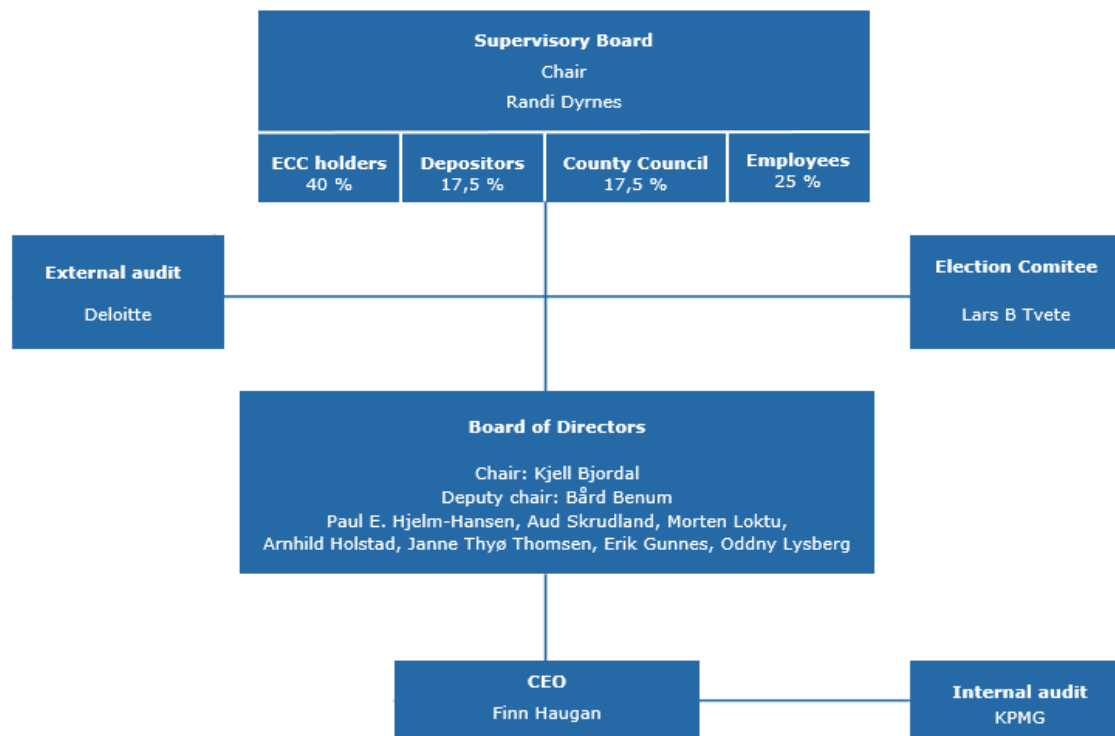 Supervisory Board
Chair
Randi Dyrnes
ECC holders
40 %
Depositors
17,5 %
County Council
17,5 %
Employees
25 %
External audit
Deloitte
Election Comitee
Lars B Tvete
Board of Directors
Chair: Kjell Bjordal
Deputy chair: Bård Benum
Paul E. Hjelm-Hansen, Aud Skrudland, Morten Loktu,
Arnhild Holstad, Janne Thyø Thomsen, Erik Gunnes, Oddny Lysberg
CEO
Finn Haugan
Internal audit
KPMG